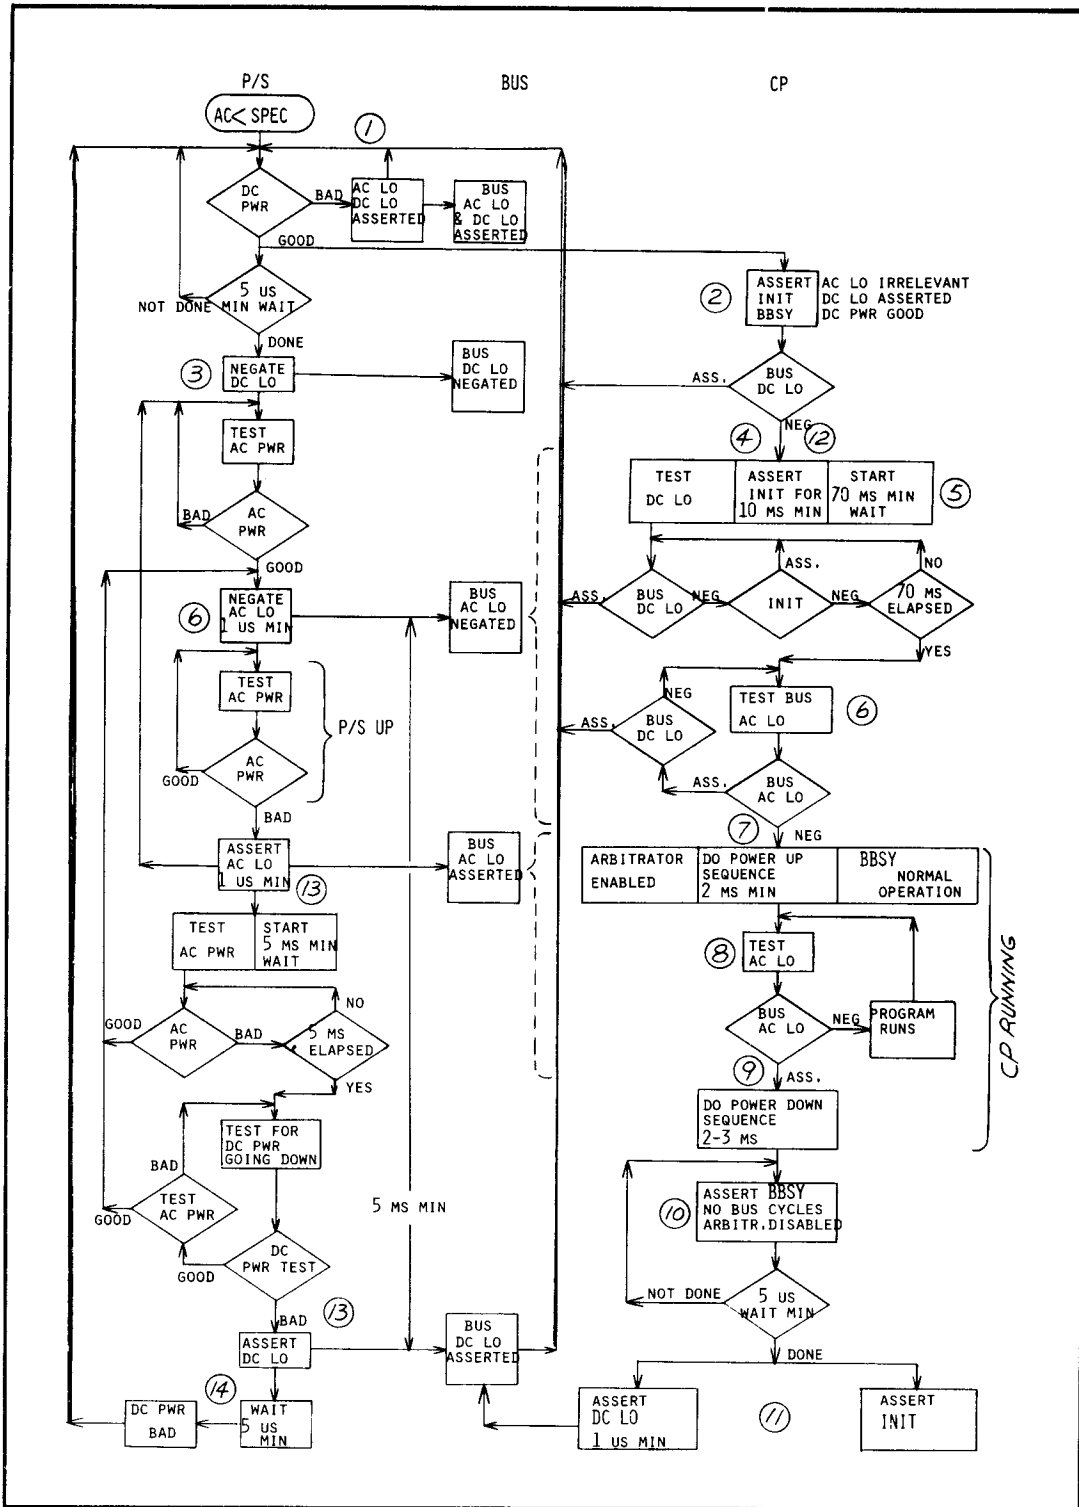 P/S
BUS
CP
AC< SPEC
1
DC
PWR
BAD
AC LO
DC LO
ASSERTED
BUS
AC LO
& DC LO
ASSERTED
GOOD
5 US
MIN WAIT
NOT DONE
DONE
2
ASSERT
INIT
BBSY
AC LO IRRELEVANT
DC LO ASSERTED
DC PWR GOOD
3
NEGATE
DC LO
BUS
DC LO
NEGATED
BUS
DC LO
ASS.
NEG
TEST
AC PWR
4
12
TEST
DC LO
ASSERT
INIT FOR
10 MS MIN
START
70 MS MIN
WAIT
5
AC
PWR
BAD
GOOD
ASS.
NO
ASS.
BUS
DC LO
NEG
INIT
NEG
70 MS
ELAPSED
YES
6
NEGATE
AC LO
1 US MIN
BUS
AC LO
NEGATED
TEST
AC PWR
P/S UP
AC
PWR
GOOD
BAD
NEG
TEST BUS
AC LO
6
ASS.
BUS
DC LO
ASS.
BUS
AC LO
7
NEG
ASSERT
AC LO
1 US MIN
13
BUS
AC LO
ASSERTED
ARBITRATOR
ENABLED
DO POWER UP
SEQUENCE
2 MS MIN
BBSY
NORMAL
OPERATION
TEST
AC PWR
START
5 MS MIN
WAIT
8
TEST
AC LO
CP RUNNING
NO
GOOD
AC
PWR
BAD
5 MS
ELAPSED
YES
BUS
AC LO
NEG
PROGRAM
RUNS
9
ASS.
DO POWER DOWN
SEQUENCE
2-3 MS
TEST FOR
DC PWR
GOING DOWN
BAD
TEST
AC PWR
GOOD
5 MS MIN
10
ASSERT BBSY
NO BUS CYCLES
ARBITR.DISABLED
DC
PWR TEST
GOOD
BAD
13
NOT DONE
5 US
WAIT MIN
DONE
ASSERT
DC LO
BUS
DC LO
ASSERTED
14
DC PWR
BAD
WAIT
5 US
MIN
ASSERT
DC LO
1 US MIN
11
ASSERT
INIT